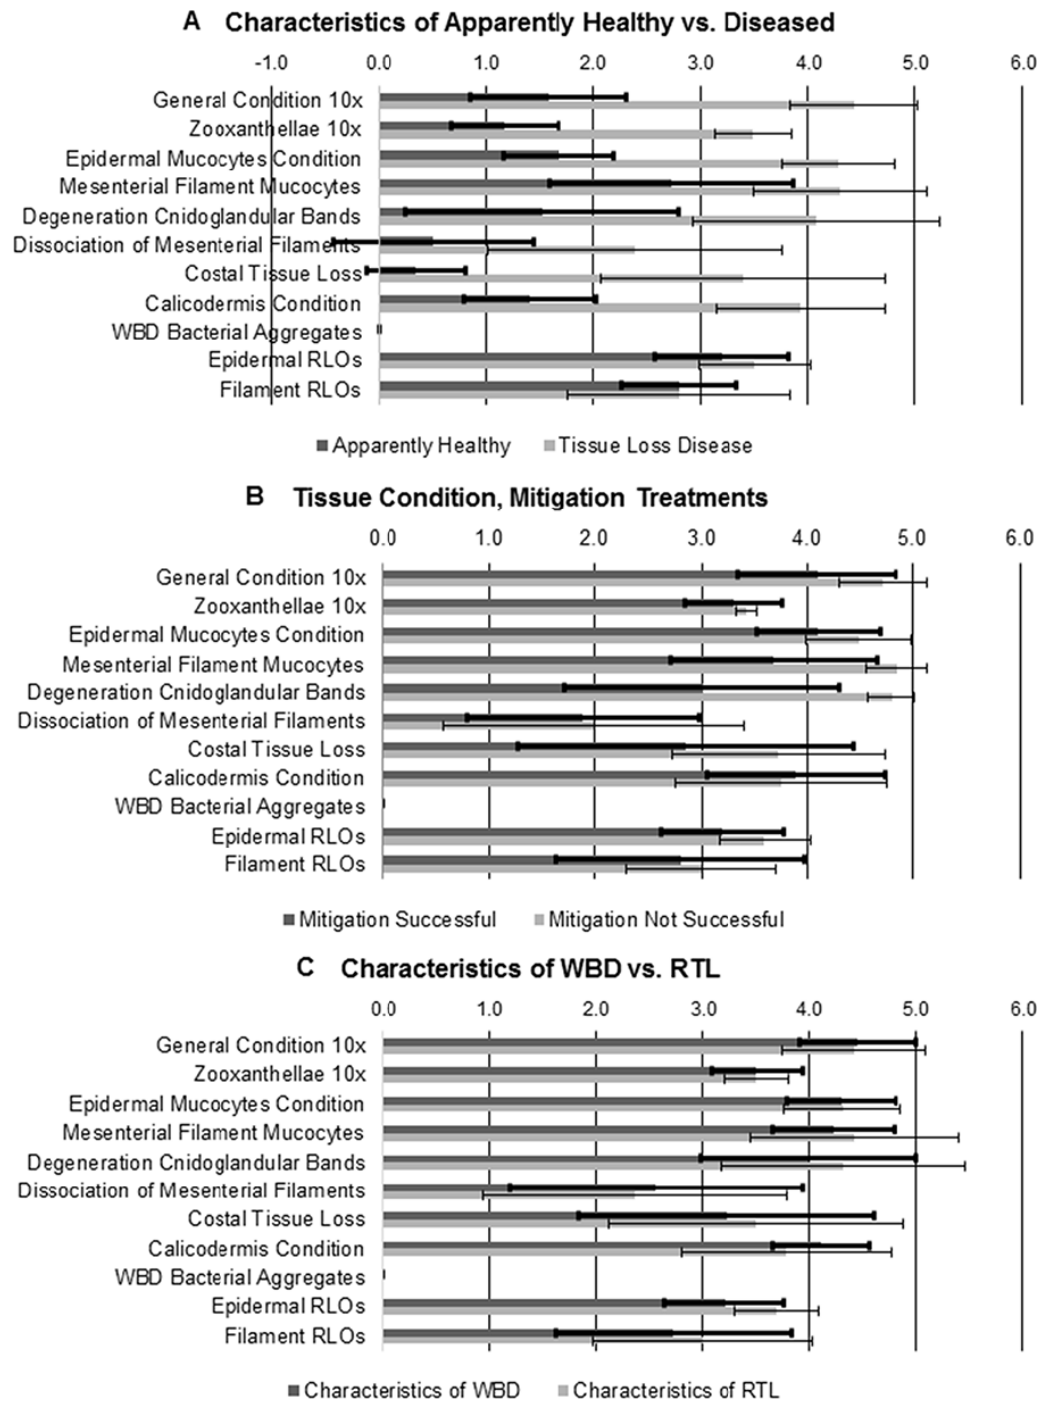 A Characteristics of Apparently Healthy vs. Diseased
-1.0 0.0 1.0 2.0 3.0 4.0 5.0 6.0
General Condition 10x
Zooxanthellae 10x
Epidermal Mucocytes Condition
Mesenterial Filament Mucocytes
Degeneration Cnidoglandular Bands
Dissociation of Mesenterial Filaments
Costal Tissue Loss
Calicodermis Condition
WBD Bacterial Aggregates
Epidermal RLOs
Filament RLOs
Apparently Healthy Tissue Loss Disease
B Tissue Condition, Mitigation Treatments
0.0 1.0 2.0 3.0 4.0 5.0 6.0
General Condition 10x
Zooxanthellae 10x
Epidermal Mucocytes Condition
Mesenterial Filament Mucocytes
Degeneration Cnidoglandular Bands
Dissociation of Mesenterial Filaments
Costal Tissue Loss
Calicodermis Condition
WBD Bacterial Aggregates
Epidermal RLOs
Filament RLOs
Mitigation Successful Mitigation Not Successful
C Characteristics of WBD vs. RTL
0.0 1.0 2.0 3.0 4.0 5.0 6.0
General Condition 10x
Zooxanthellae 10x
Epidermal Mucocytes Condition
Mesenterial Filament Mucocytes
Degeneration Cnidoglandular Bands
Dissociation of Mesenterial Filaments
Costal Tissue Loss
Calicodermis Condition
WBD Bacterial Aggregates
Epidermal RLOs
Filament RLOs
Characteristics of WBD Characteristics of RTL